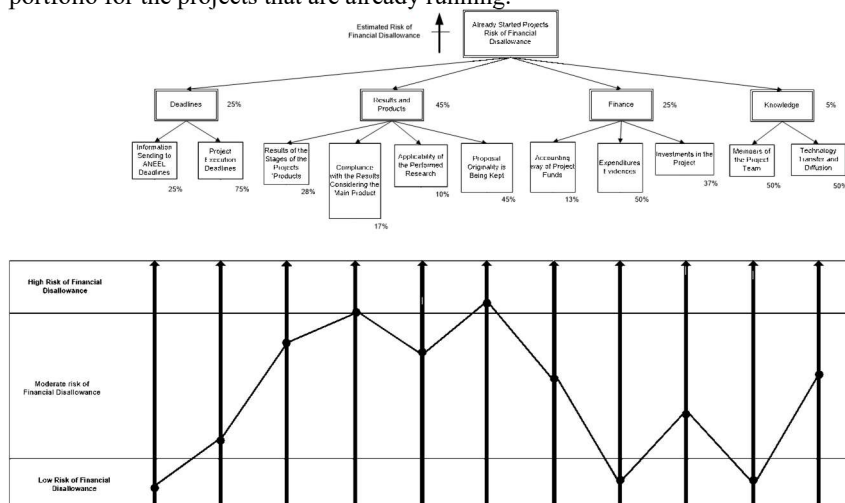 portfolio for the projects that are already running.
Estimated Risk of
Financial Disallowance
Already Started Projects
Risk of Financial
Disallowance
Deadlines
25%
Results and
Products
45%
Finance
25%
Knowledge
5%
Information
Sending to
ANEEL
Deadlines
25%
Project
Execution
Deadlines
75%
Results of the
Stages of the
Projects
'Products
28%
Compliance
with the Results
Considering the
Main Product
17%
Applicability of
the Performed
Research
10%
Proposal
Originality is
Being Kept
45%
Accounting
way of Project
Funds
13%
Expenditures
Evidences
50%
Investments in the
Project
37%
Members of
the Project
Team
50%
Technology
Transfer and
Diffusion
50%
High Risk of Financial
Disallowance
Moderate risk of
Financial Disallowance
Low Risk of Financial
Disallowance